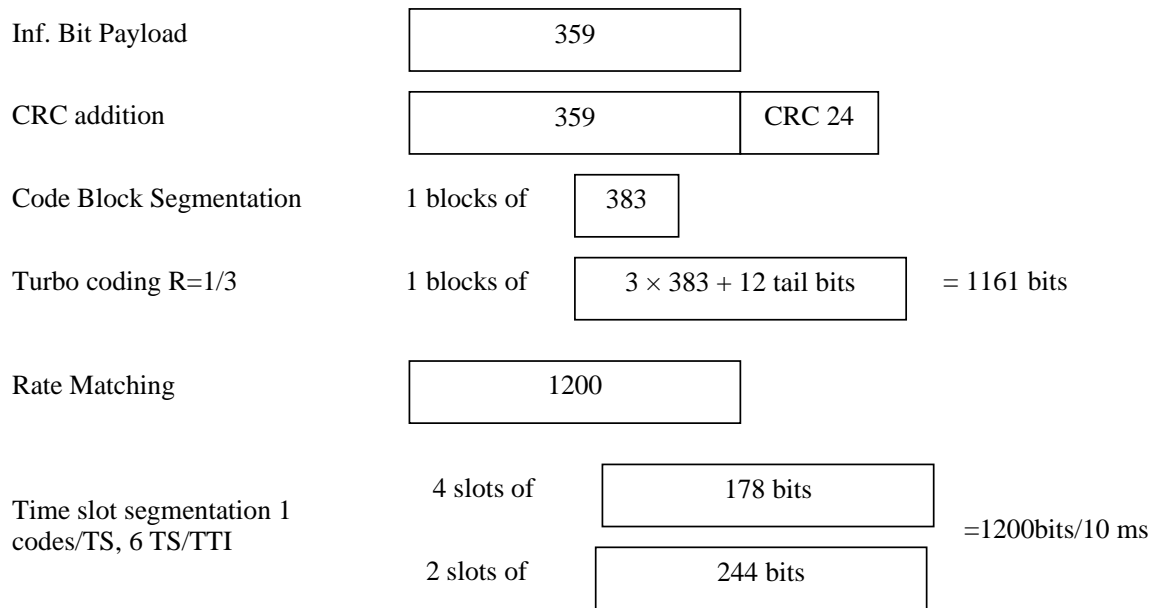 Inf. Bit Payload 359
CRC addition 359 CRC 24
Code Block Segmentation 1 blocks of 383
Turbo coding R=1/3 1 blocks of 3 × 383 + 12 tail bits = 1161 bits
Rate Matching 1200
4 slots of 178 bits
Time slot segmentation 1
codes/TS, 6 TS/TTI
=1200bits/10 ms
2 slots of 244 bits